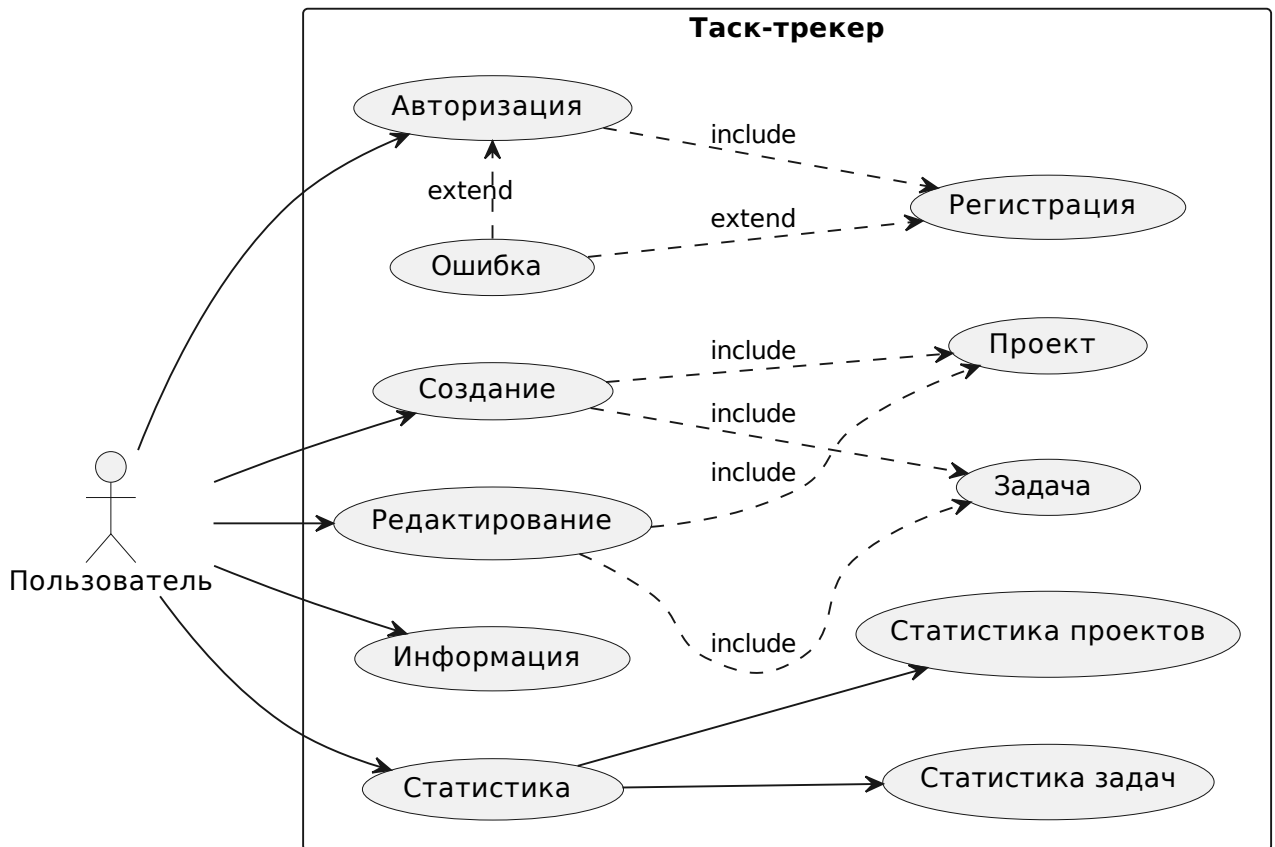 Таск-трекер
Авторизация
include
extend
Регистрация
extend
Ошибка
Проект
include
Создание
include
include
Задача
Редактирование
Пользователь
Статистика проектов
include
Информация
Статистика задач
Статистика